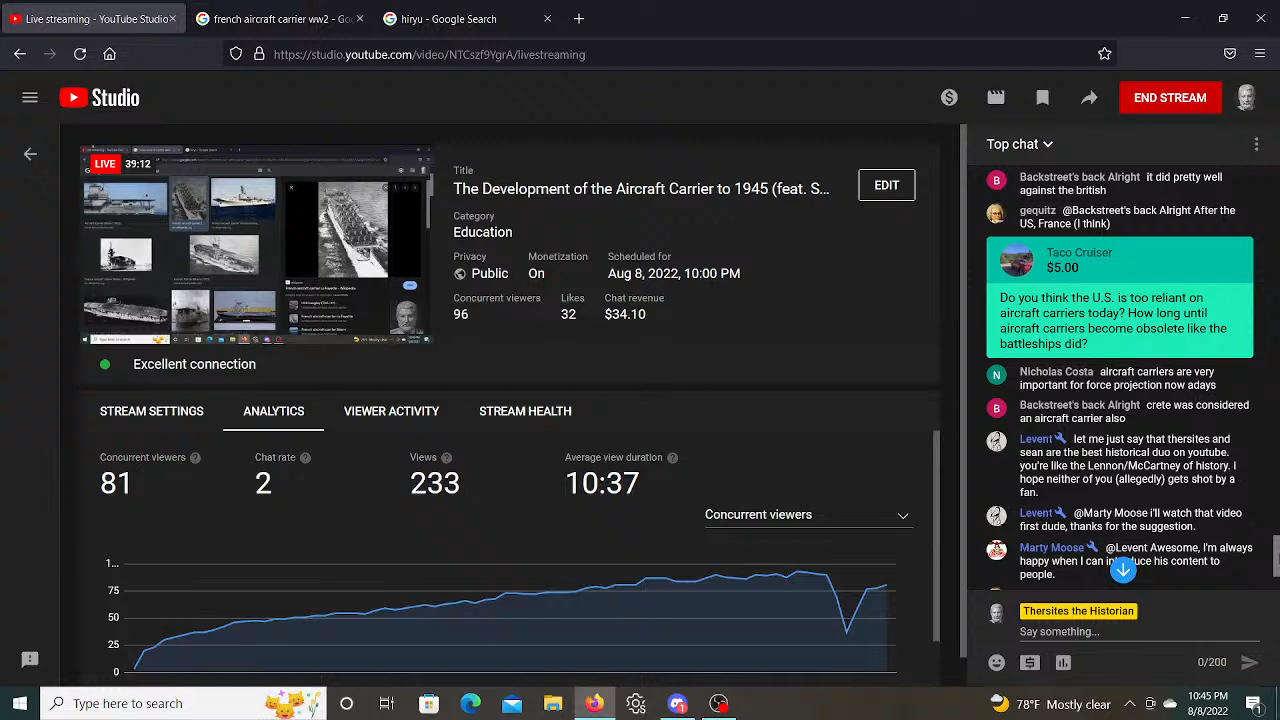 Live streaming - YouTube Studio
french aircraft carrier ww2 - Goo
hiryu - Google Search
https://studio.youtube.com/video/NTCszf9YgrA/livestreaming
Studio
END STREAM
LIVE 39:12
Title
The Development of the Aircraft Carrier to 1945 (feat. S...
EDIT
Category
Education
Privacy
Monetization
Scheduled for
Public
On
Aug 8, 2022, 10:00 PM
Concurrent viewers
Likes
Chat revenue
96
32
$34.10
Excellent connection
STREAM SETTINGS
ANALYTICS
VIEWER ACTIVITY
STREAM HEALTH
Concurrent viewers
Chat rate
Views
Average view duration
81
2
233
10:37
Concurrent viewers
1...
75
50
25
0
Top chat
Backstreet's back Alright it did pretty well
against the british
geugitz @Backstreet's back Alright After the
US, France (I think)
Taco Cruiser
$5.00
Do you think the U.S. is too reliant on
aircraft carriers today? How long until
aircraft carriers become obsolete like the
battleships did?
Nicholas Costa aircraft carriers are very
important for force projection now adays
Backstreet's back Alright crete was considered
an aircraft carrier also
Levent let me just say that thersites and
sean are the best historical duo on youtube.
you're like the Lennon/McCartney of history. i
hope neither of you (allegedly) gets shot by a
fan.
Levent @Marty Moose i'll watch that video
first dude, thanks for the suggestion.
Marty Moose @Levent Awesome, I'm always
happy when I can introduce his content to
people.
Thersites the Historian
Say something...
0/200
Type here to search
78°F Mostly clear
10:45 PM
8/8/2022